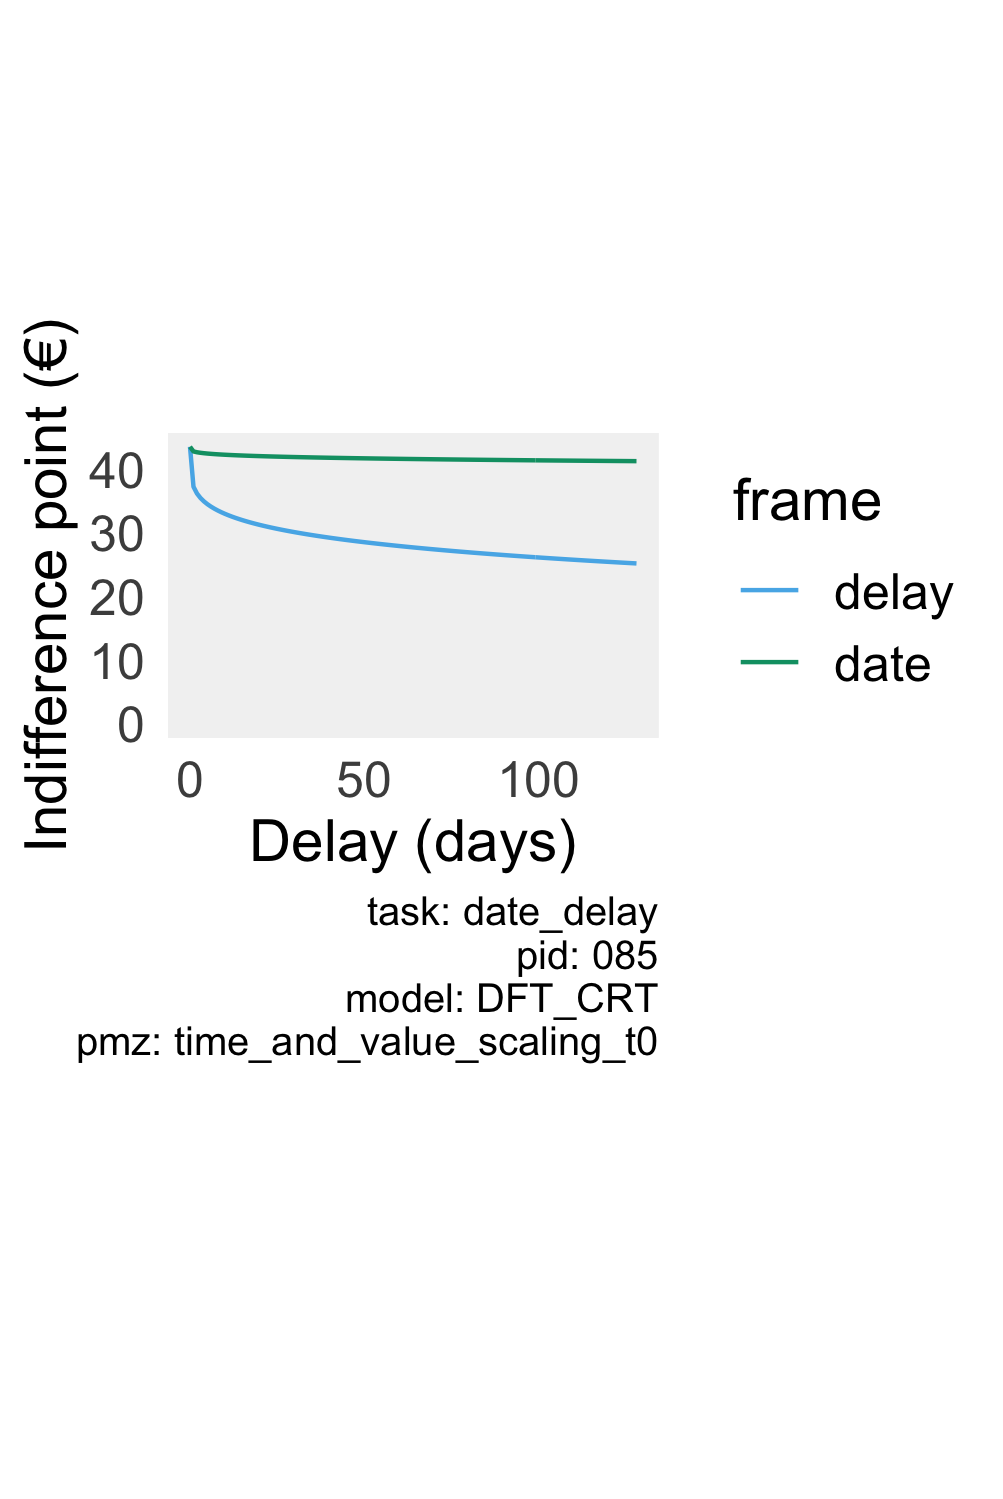 Indifference point (€)
40
30
20
10
0
0 50 100
Delay (days)
frame
delay
date
task: date_delay
pid: 085
model: DFT_CRT
pmz: time_and_value_scaling_t0